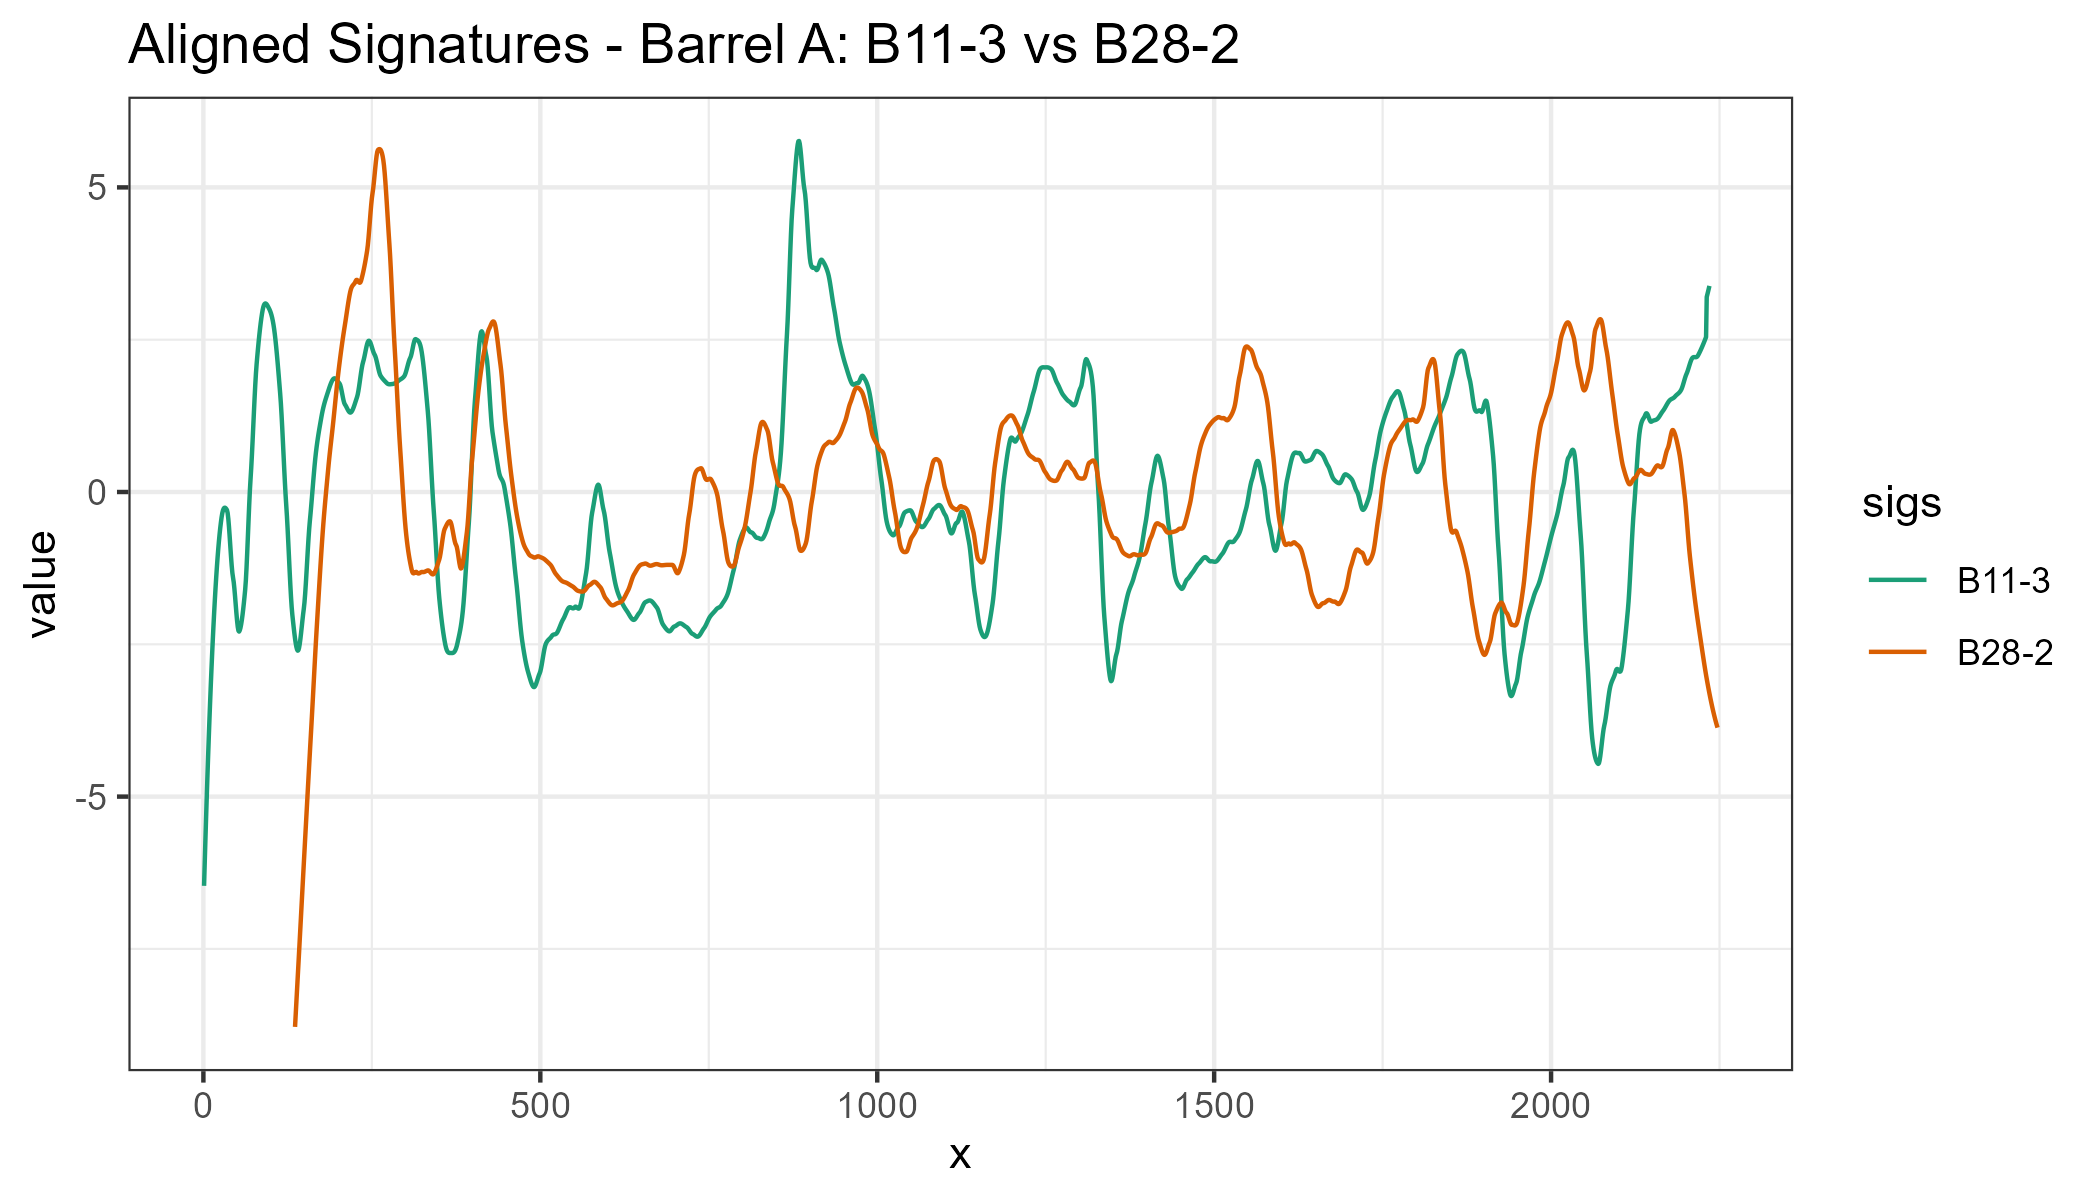 Aligned Signatures - Barrel A: B11-3 vs B28-2
value
5
0
-5
0
500
1000
1500
2000
x
sigs
B11-3
B28-2